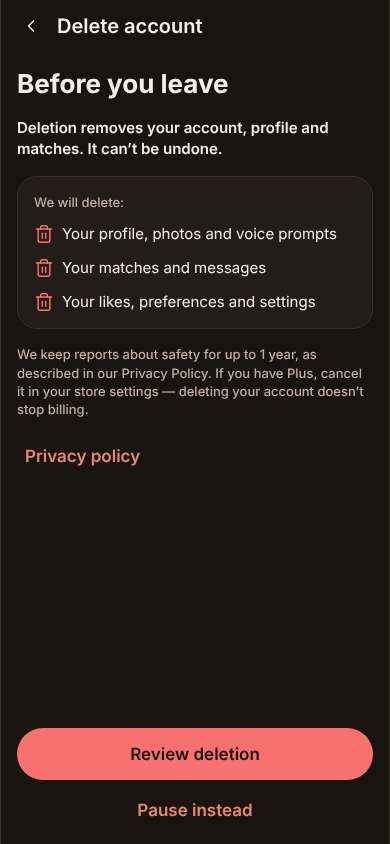 Delete account
Before you leave
Deletion removes your account, profile and
matches. It can’t be undone.
We will delete:
Your profile, photos and voice prompts
Your matches and messages
Your likes, preferences and settings
We keep reports about safety for up to 1 year, as
described in our Privacy Policy. If you have Plus, cancel
it in your store settings — deleting your account doesn’t
stop billing.
Privacy policy
Review deletion
Pause instead